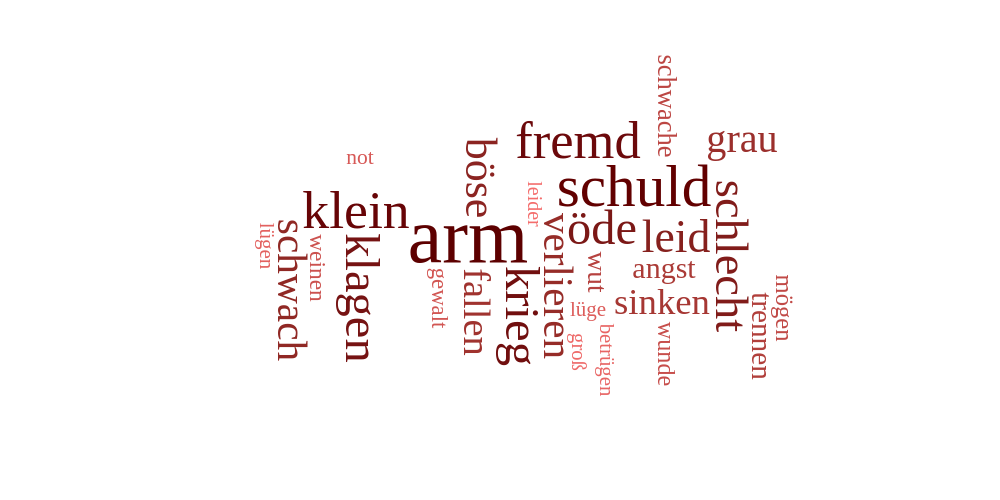 schwache
fremd
grau
böse
not
schuld
schlecht
leider
klein
arm
öde
leid
verlieren
lügen
schwach
weinen
klagen
gewalt
fallen
krieg
wut
angst
sinken
lüge
mögen
trennen
wunde
betrügen
groß